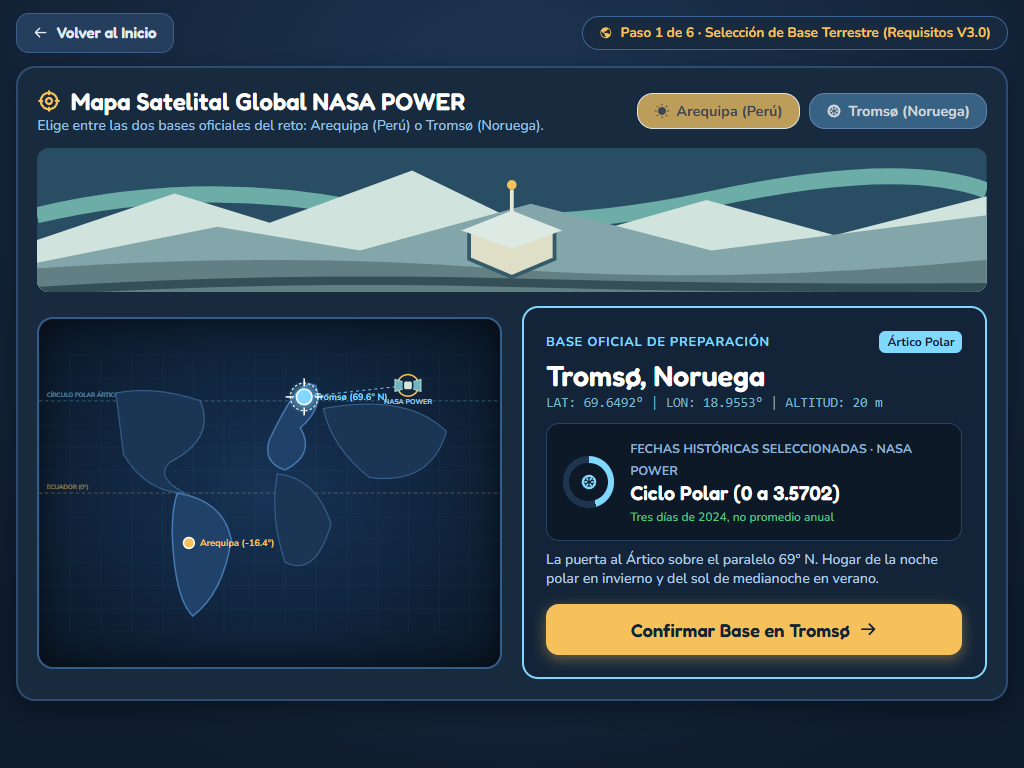 Volver al Inicio
Paso 1 de 6 · Selección de Base Terrestre (Requisitos V3.0)
Mapa Satelital Global NASA POWER
Elige entre las dos bases oficiales del reto: Arequipa (Perú) o Tromsø (Noruega).
Arequipa (Perú)
Tromsø (Noruega)
CÍRCULO POLAR ÁRTICO
Tromsø (69.6° N)
NASA POWER
ECUADOR (0°)
Arequipa (-16.4°)
BASE OFICIAL DE PREPARACIÓN
Ártico Polar
Tromsø, Noruega
LAT: 69.6492° | LON: 18.9553° | ALTITUD: 20 m
FECHAS HISTÓRICAS SELECCIONADAS · NASA
POWER
Ciclo Polar (0 a 3.5702)
Tres días de 2024, no promedio anual
La puerta al Ártico sobre el paralelo 69° N. Hogar de la noche
polar en invierno y del sol de medianoche en verano.
Confirmar Base en Tromsø